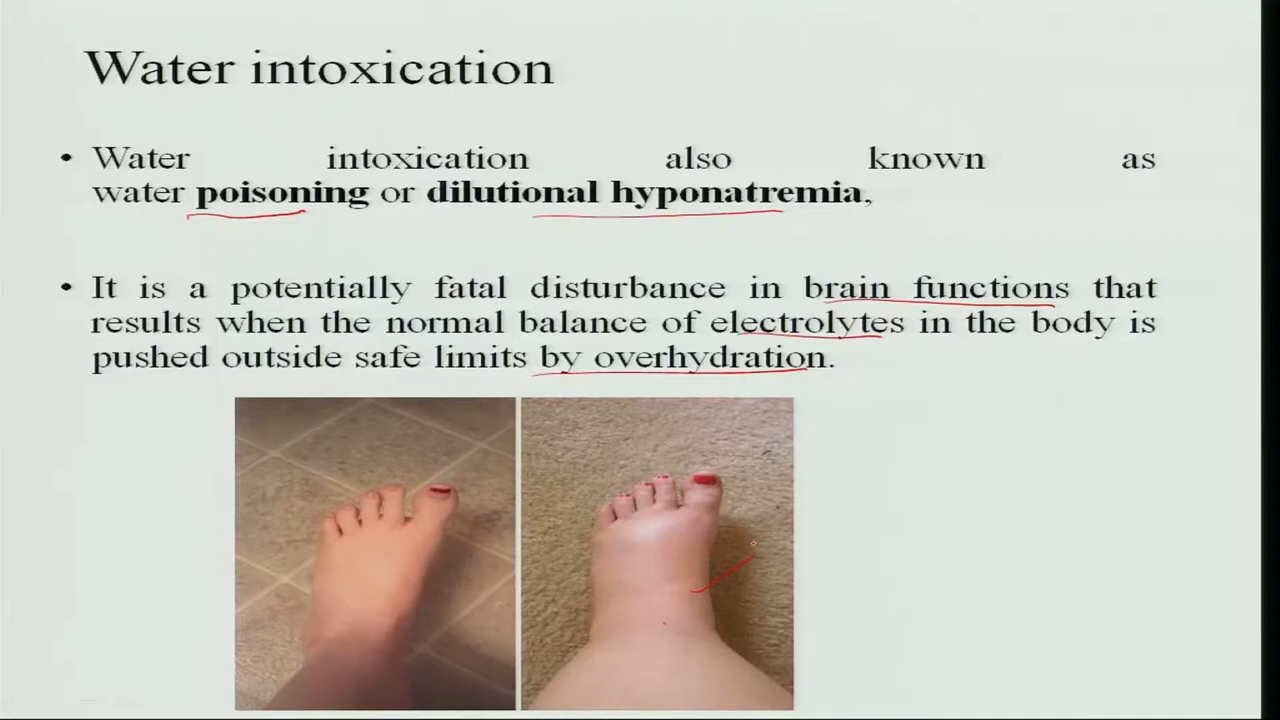 Water intoxication
• Water intoxication also known as
water poisoning or dilutional hyponatremia,
• It is a potentially fatal disturbance in brain functions that
results when the normal balance of electrolytes in the body is
pushed outside safe limits by overhydration.